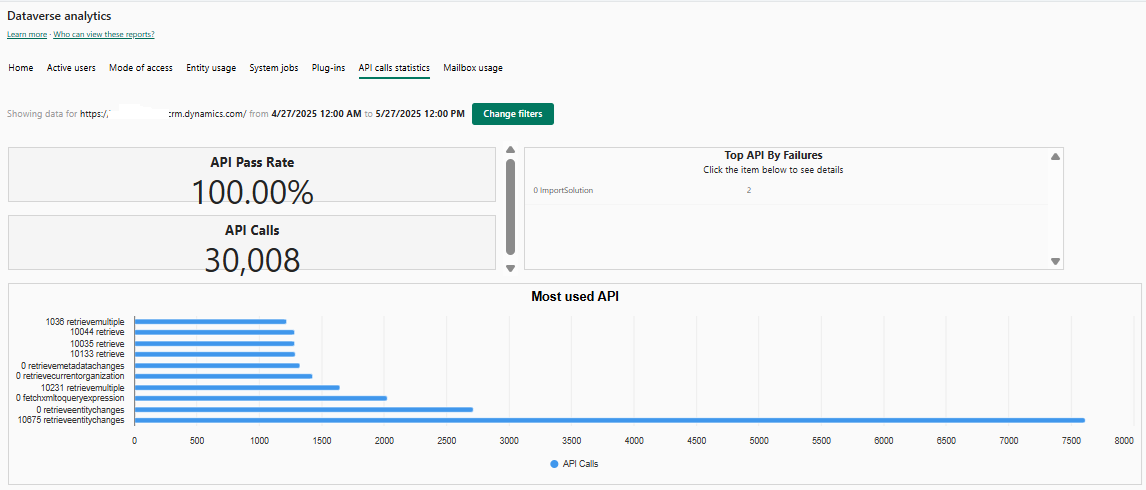 Dataverse analytics
Learn more · Who can view these reports?
Home Active users Mode of access Entity usage System jobs Plug-ins API calls statistics Mailbox usage
Showing data for https:/ crm.dynamics.com/ from 4/27/2025 12:00 AM to 5/27/2025 12:00 PM Change filters
API Pass Rate
100.00%
API Calls
30,008
Top API By Failures
Click the item below to see details
0 ImportSolution 2
Most used API
1036 retrievemultiple
10044 retrieve
10035 retrieve
10133 retrieve
0 retrievemetadatachanges
0 retrievecurrentorganization
10231 retrievemultiple
0 fetchxmltoqueryexpression
0 retrieveentitychanges
10675 retrieveentitychanges
0 500 1000 1500 2000 2500 3000 3500 4000 4500 5000 5500 6000 6500 7000 7500 8000
API Calls